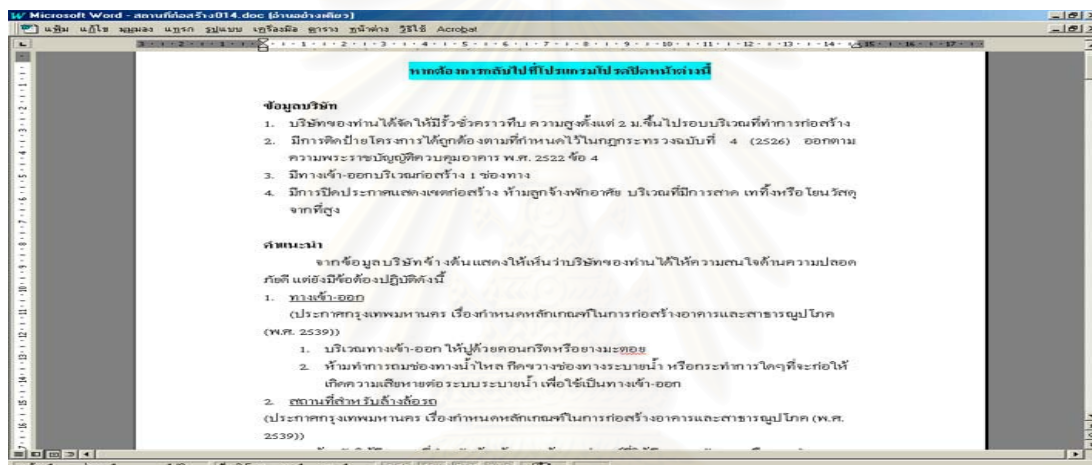 Microsoft Word - สถานที่ก่อสร้าง014.doc (อ่านอย่างเดียว)
แฟ้ม แก้ไข มุมมอง แทรก รูปแบบ เครื่องมือ ตาราง หน้าต่าง วิธีใช้ Acrobat
หากต้องการกลับไปที่โปรแกรมโปรดปิดหน้าต่างนี้
ข้อมูลบริษัท
1. บริษัทของท่านได้จัดให้มีรั้วชั่วคราวทึบ ความสูงตั้งแต่ 2 ม.ขึ้นไปรอบบริเวณที่ทำการก่อสร้าง
2. มีการติดป้ายโครงการได้ถูกต้องตามที่กำหนดไว้ในกฎกระทรวงฉบับที่ 4 (2526) ออกตาม
ความพระราชบัญญัติควบคุมอาคาร พ.ศ. 2522 ข้อ 4
3. มีทางเข้า-ออกบริเวณก่อสร้าง 1 ช่องทาง
4. มีการปิดประกาศแสดงเขตก่อสร้าง ห้ามลูกจ้างพักอาศัย บริเวณที่มีการสาด เททิ้งหรือโยนวัสดุ
จากที่สูง
คำแนะนำ
จากข้อมูลบริษัทข้างต้นแสดงให้เห็นว่าบริษัทของท่านได้ให้ความสนใจด้านความปลอด
ภัยดี แต่ยังมีข้อต้องปฏิบัติดังนี้
1. ทางเข้า-ออก
(ประกาศกรุงเทพมหานคร เรื่องกำหนดหลักเกณฑ์ในการก่อสร้างอาคารและสาธารณูปโภค
(พ.ศ. 2539))
1. บริเวณทางเข้า-ออก ให้ปูด้วยคอนกรีตหรือยางมะตอย
2. ห้ามทำการถมช่องทางน้ำไหล กีดขวางช่องทางระบายน้ำ หรือกระทำการใดๆที่จะก่อให้
เกิดความเสียหายต่อระบบระบายน้ำ เพื่อใช้เป็นทางเข้า-ออก
2. สถานที่สำหรับล้างล้อรถ
(ประกาศกรุงเทพมหานคร เรื่องกำหนดหลักเกณฑ์ในการก่อสร้างอาคารและสาธารณูปโภค (พ.ศ.
2539))